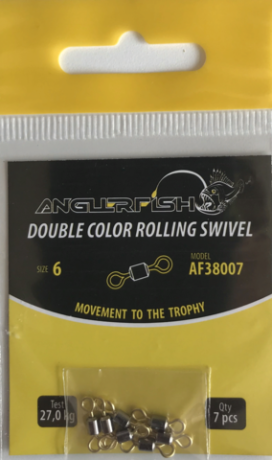 ANGLERFISH
DOUBLE COLOR ROLLING SWIVEL
SIZE 6
MODEL
AF38007
MOVEMENT TO THE TROPHY
Test
27,0 kg
Qty
7 pcs